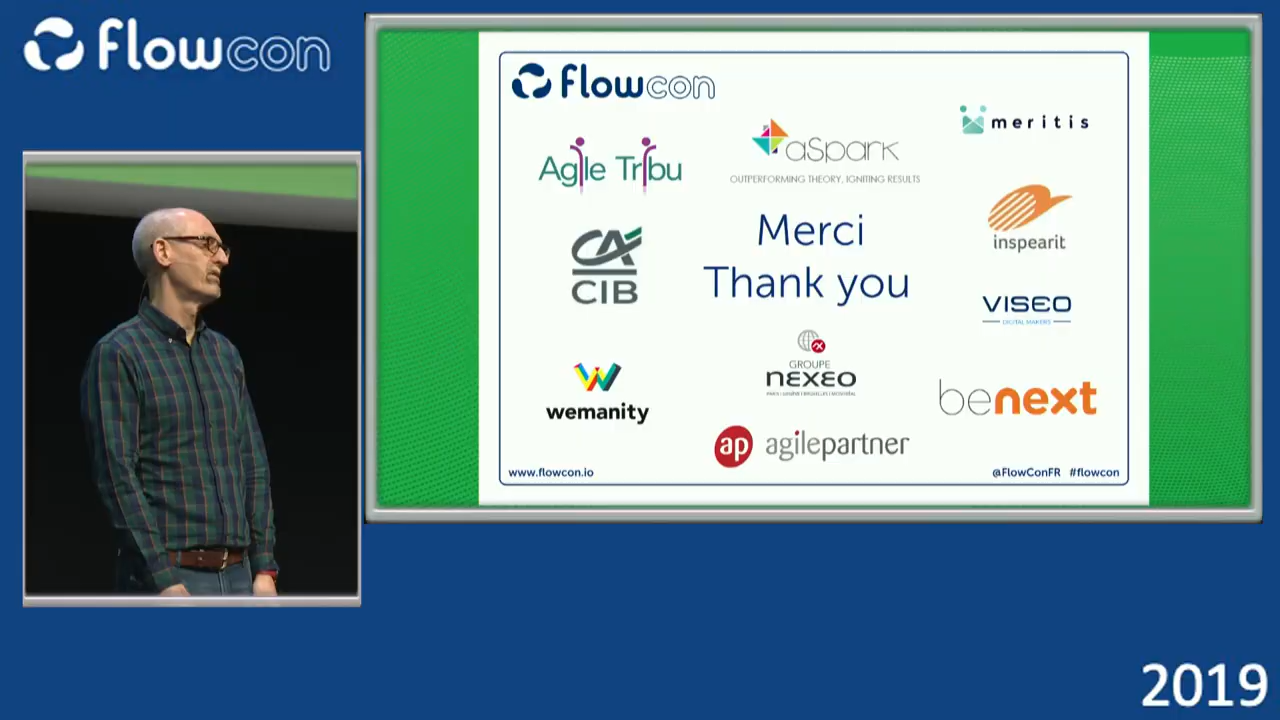 flowcon
flowcon
meritis
Agile Tribu
aSpark
OUTPERFORMING THEORY, IGNITING RESULTS
CA
CIB
Merci
Thank you
inspearit
VISEO
DIGITAL MAKERS
GROUPE
NEXEO
wemanity
benext
ap agilepartner
www.flowcon.io
@FlowConFR #flowcon
2019